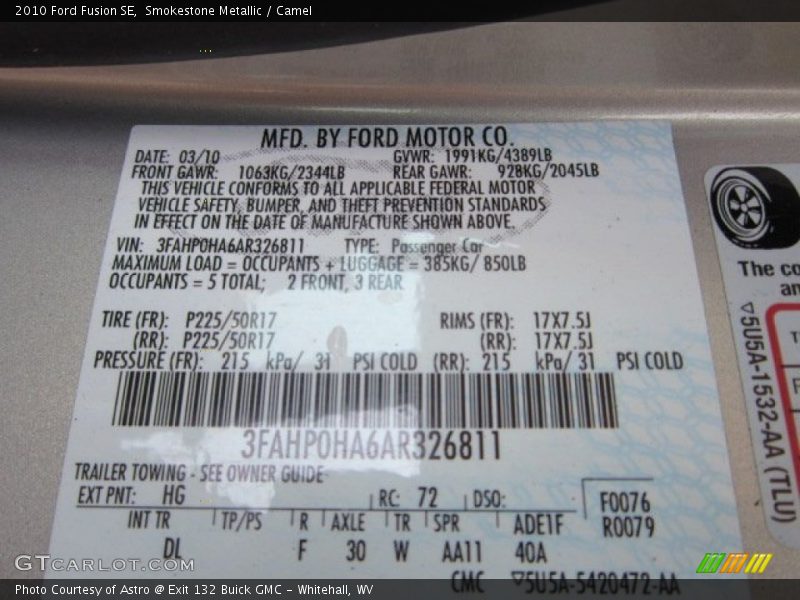 2010 Ford Fusion SE, Smokestone Metallic / Camel
MFD. BY FORD MOTOR CO.
DATE: 03/10 GVWR: 1991KG/4389LB
FRONT GAWR: 1063KG/2344LB REAR GAWR: 928KG/2045LB
THIS VEHICLE CONFORMS TO ALL APPLICABLE FEDERAL MOTOR
VEHICLE SAFETY, BUMPER, AND THEFT PREVENTION STANDARDS
IN EFFECT ON THE DATE OF MANUFACTURE SHOWN ABOVE.
VIN: 3FAHP0HA6AR326811 TYPE: Passenger Car
MAXIMUM LOAD = OCCUPANTS + LUGGAGE = 385KG/ 850LB
OCCUPANTS = 5 TOTAL; 2 FRONT, 3 REAR
TIRE (FR): P225/50R17 RIMS (FR): 17X7.5J
(RR): P225/50R17 (RR): 17X7.5J
PRESSURE (FR): 215 kPa/ 31 PSI COLD (RR): 215 kPa/ 31 PSI COLD
3FAHP0HA6AR326811
TRAILER TOWING - SEE OWNER GUIDE
EXT PNT: HG RC: 72 DSO: F0076
INT TR TP/PS R AXLE TR SPR ADE1F R0079
DL F 30 W AA11 40A
CMC ▽5U5A-5420472-AA
The co
an
▽5U5A-1532-AA (TLU)
GTCarLot.com
Photo Courtesy of Astro @ Exit 132 Buick GMC – Whitehall, WV